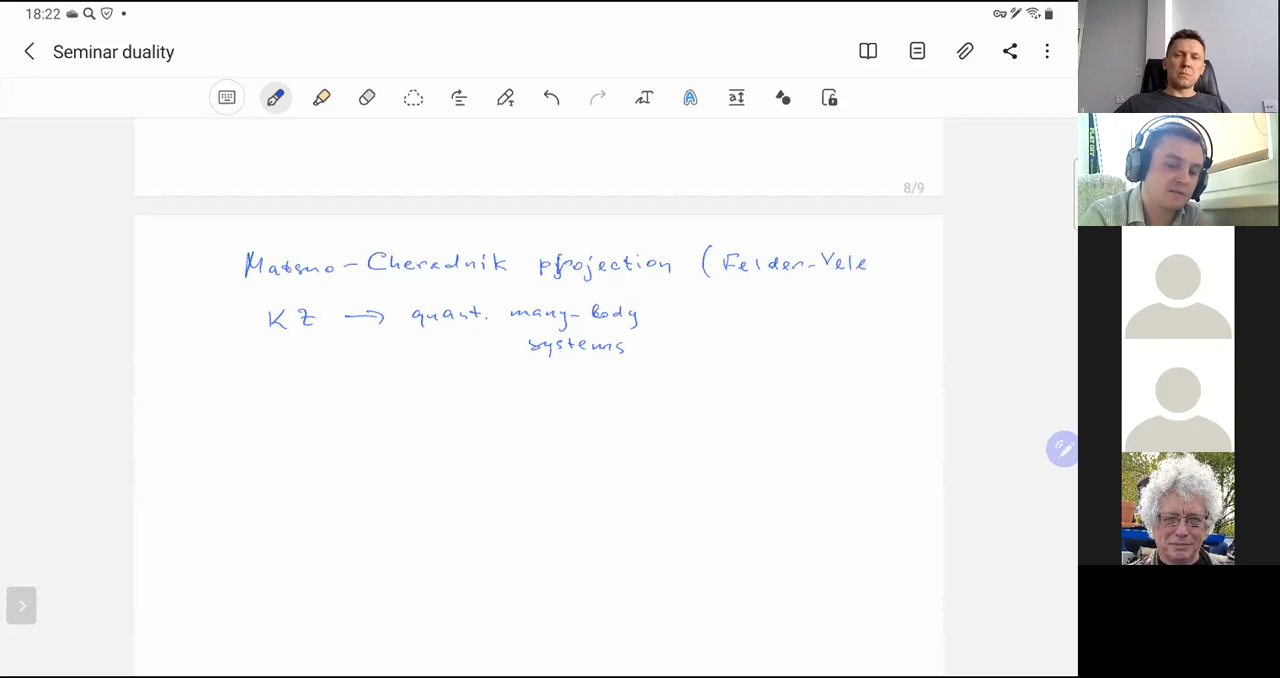 18:22
Seminar duality
8/9
Matsuo-Cherednik projection (Felder-Vele
KZ → quant. many-body
systems